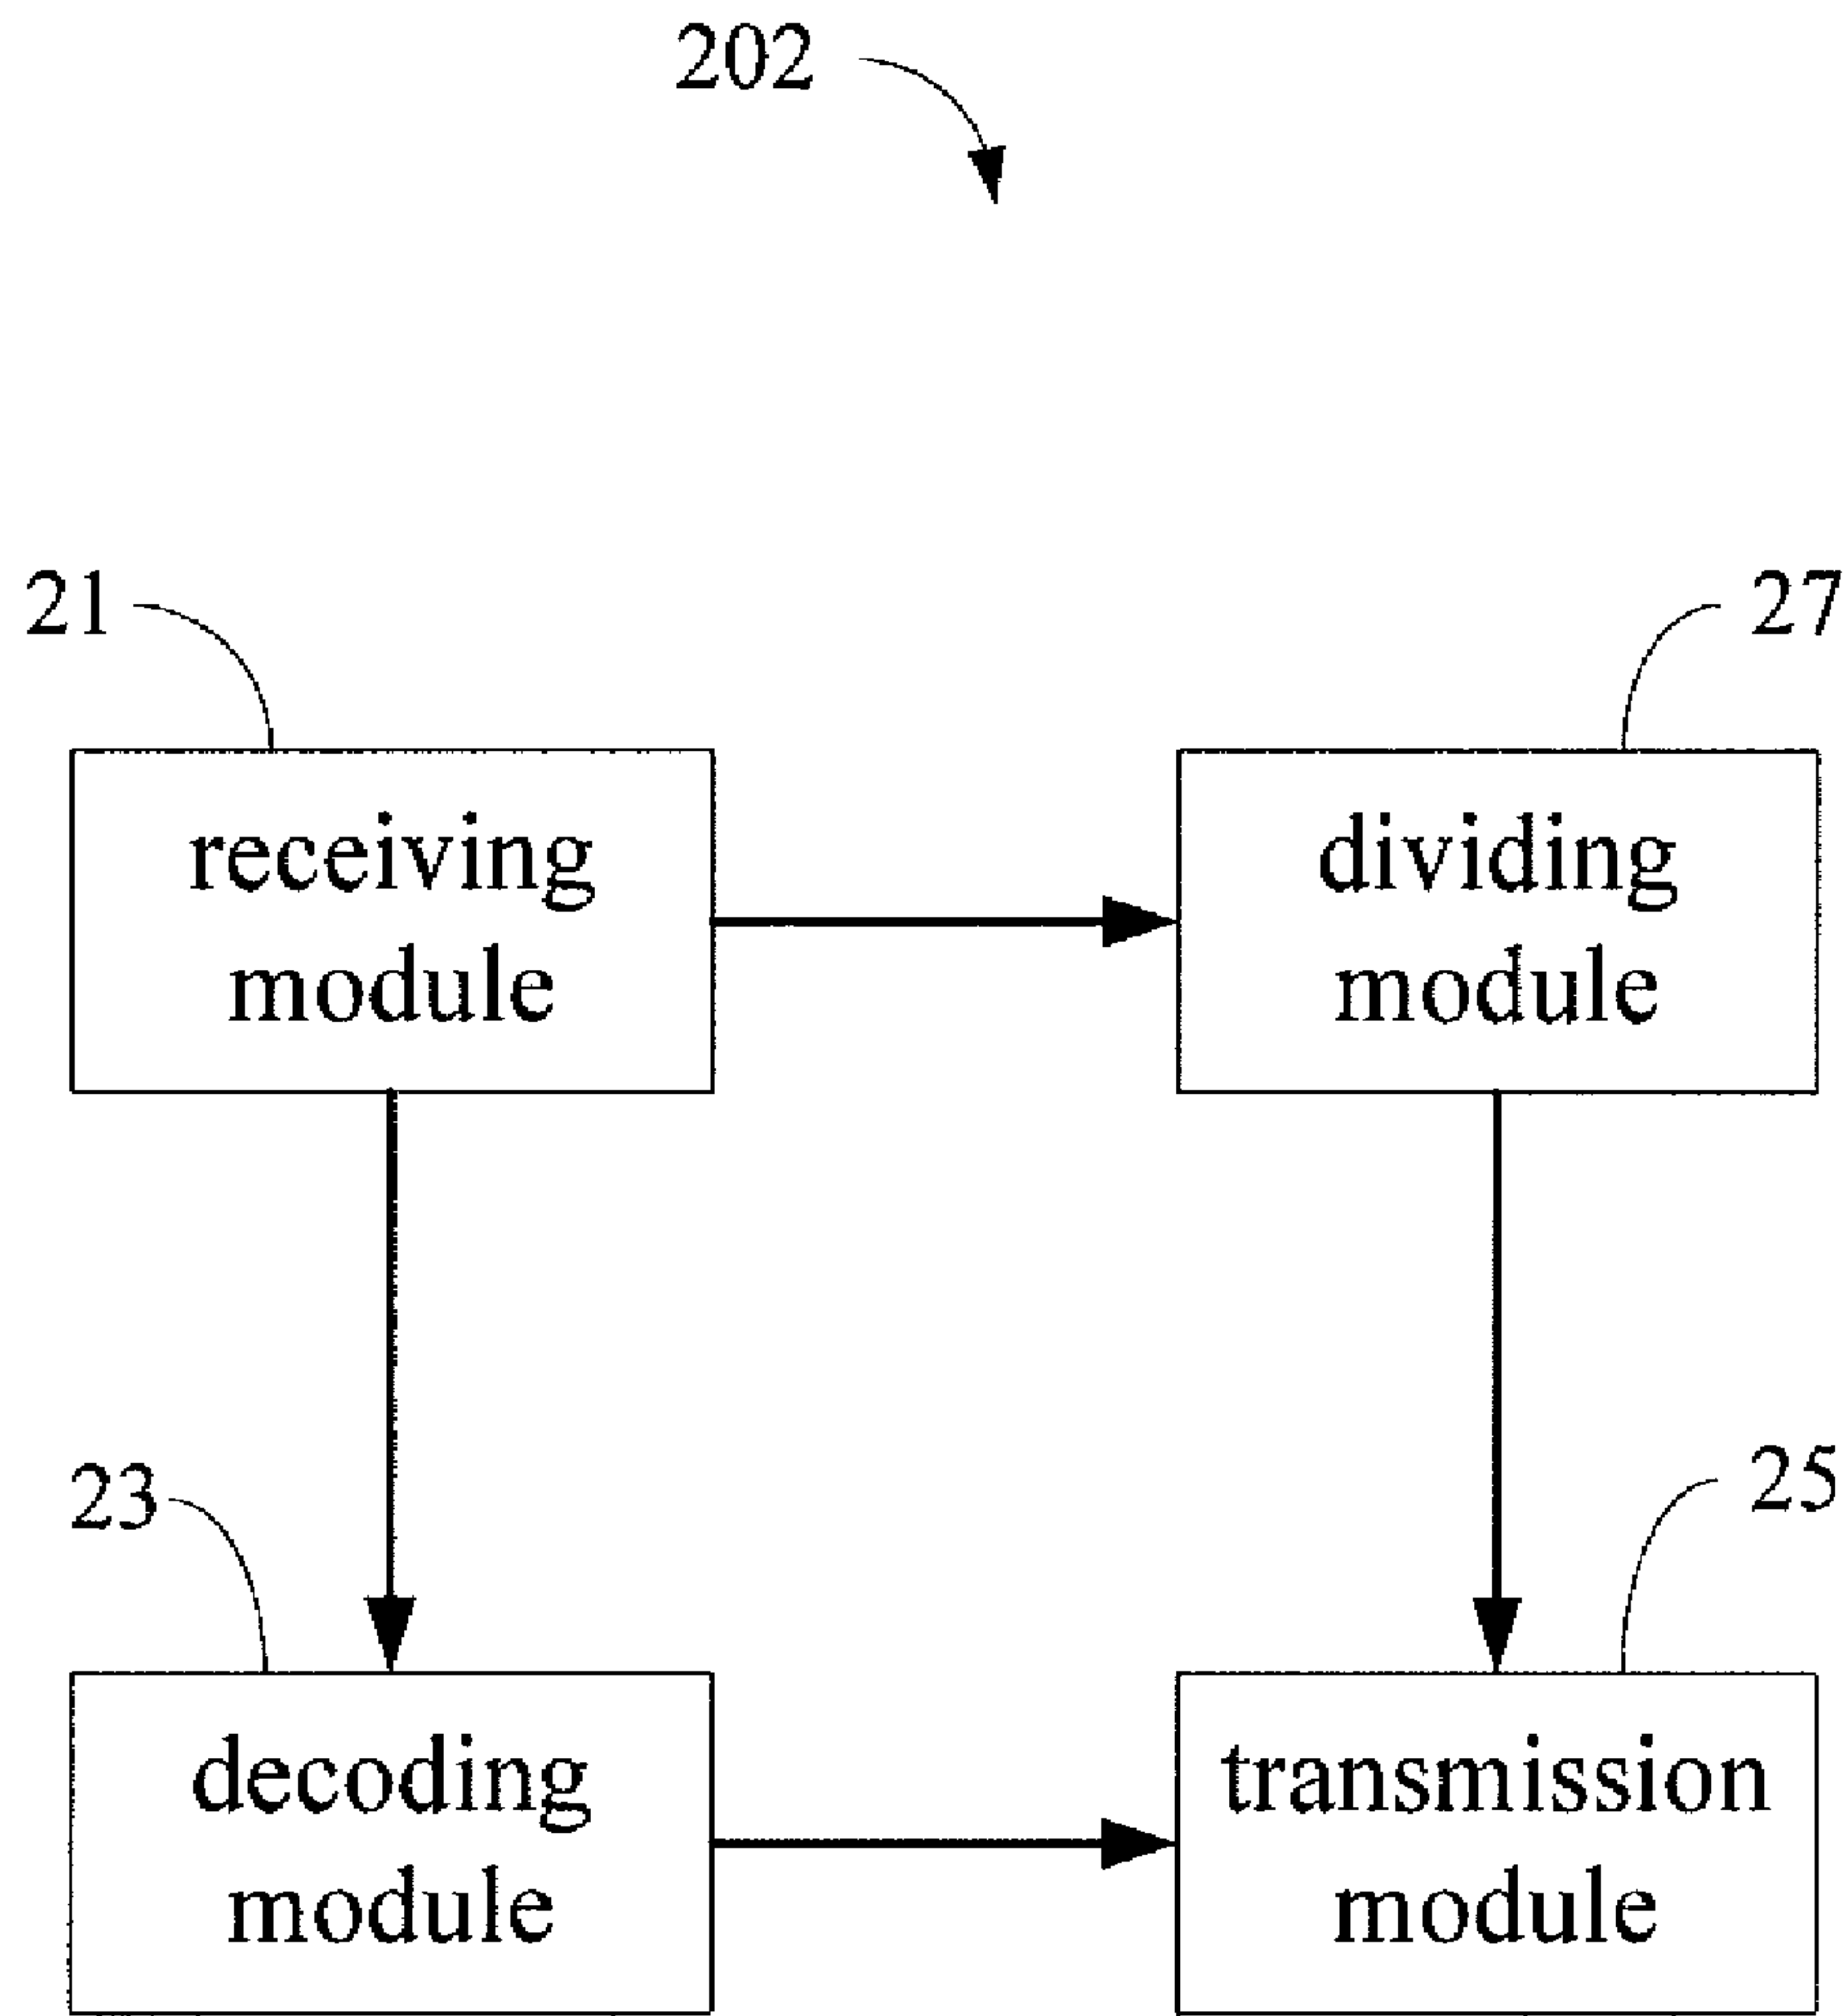 202
21
27
receiving
module
dividing
module
23
25
decoding
module
transmission
module